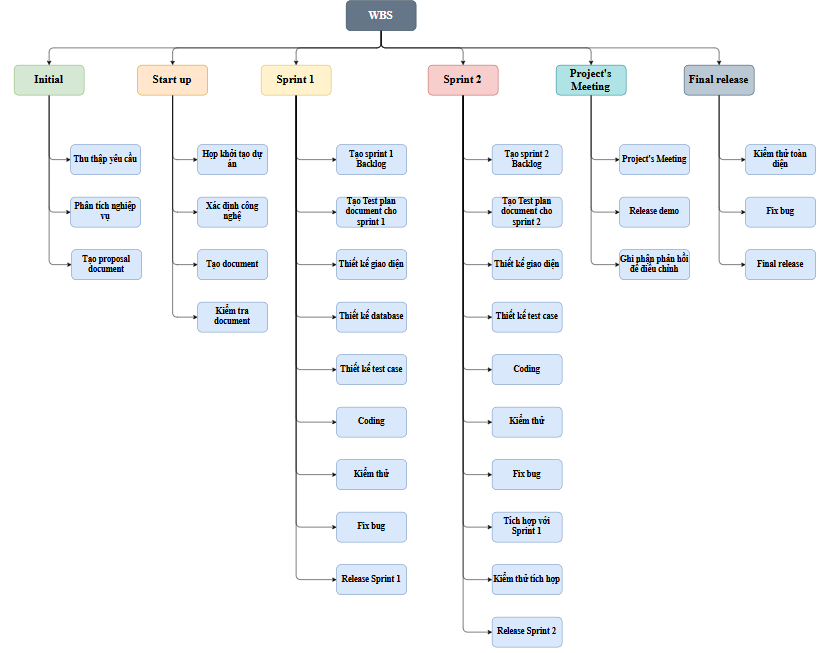 WBS
Initial
Start up
Sprint 1
Sprint 2
Project's
Meeting
Final release
Thu thập yêu cầu
Phân tích nghiệp
vụ
Tạo proposal
document
Họp khởi tạo dự
án
Xác định công
nghệ
Tạo document
Kiểm tra
document
Tạo sprint 1
Backlog
Tạo Test plan
document cho
sprint 1
Thiết kế giao diện
Thiết kế database
Thiết kế test case
Coding
Kiểm thử
Fix bug
Release Sprint 1
Tạo sprint 2
Backlog
Tạo Test plan
document cho
sprint 2
Thiết kế giao diện
Thiết kế test case
Coding
Kiểm thử
Fix bug
Tích hợp với
Sprint 1
Kiểm thử tích hợp
Release Sprint 2
Project's Meeting
Release demo
Ghi nhận phản hồi
để điều chỉnh
Kiểm thử toàn
diện
Fix bug
Final release